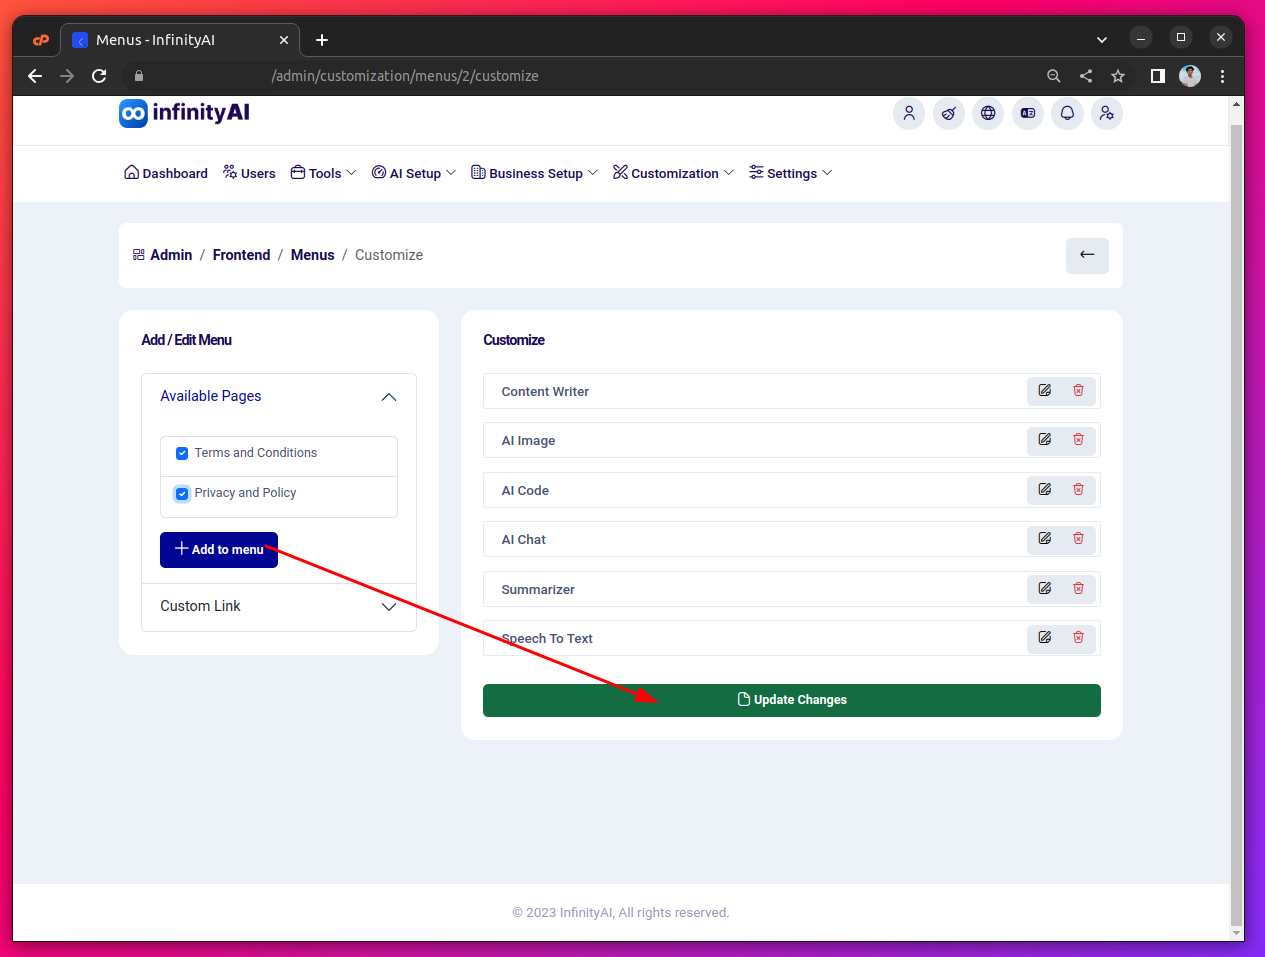 Menus - InfinityAI
/admin/customization/menus/2/customize
infinityAI
Dashboard Users Tools AI Setup Business Setup Customization Settings
Admin / Frontend / Menus / Customize
Add / Edit Menu
Available Pages
Terms and Conditions
Privacy and Policy
Add to menu
Custom Link
Customize
Content Writer
AI Image
AI Code
AI Chat
Summarizer
Speech To Text
Update Changes
© 2023 InfinityAI, All rights reserved.